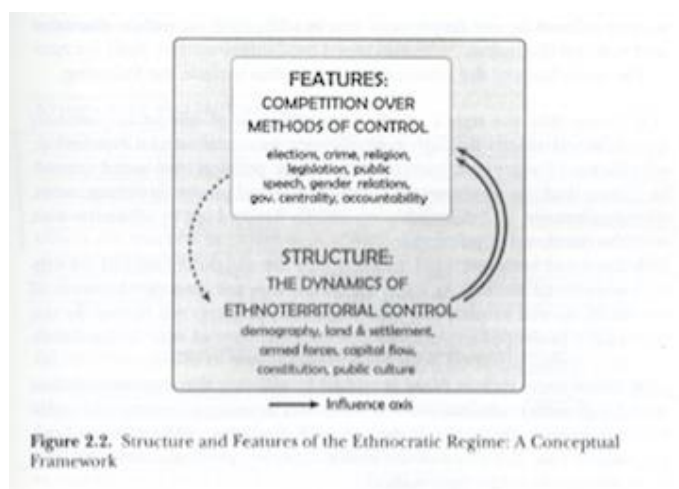 FEATURES:
COMPETITION OVER
METHODS OF CONTROL
elections, crime, religion,
legislation, public
speech, gender relations,
gov. centrality, accountability
STRUCTURE:
THE DYNAMICS OF
ETHNOTERRITORIAL CONTROL
demography, land & settlement,
armed forces, capital flow,
constitution, public culture
Influence axis
Figure 2.2. Structure and Features of the Ethnocratic Regime: A Conceptual
Framework